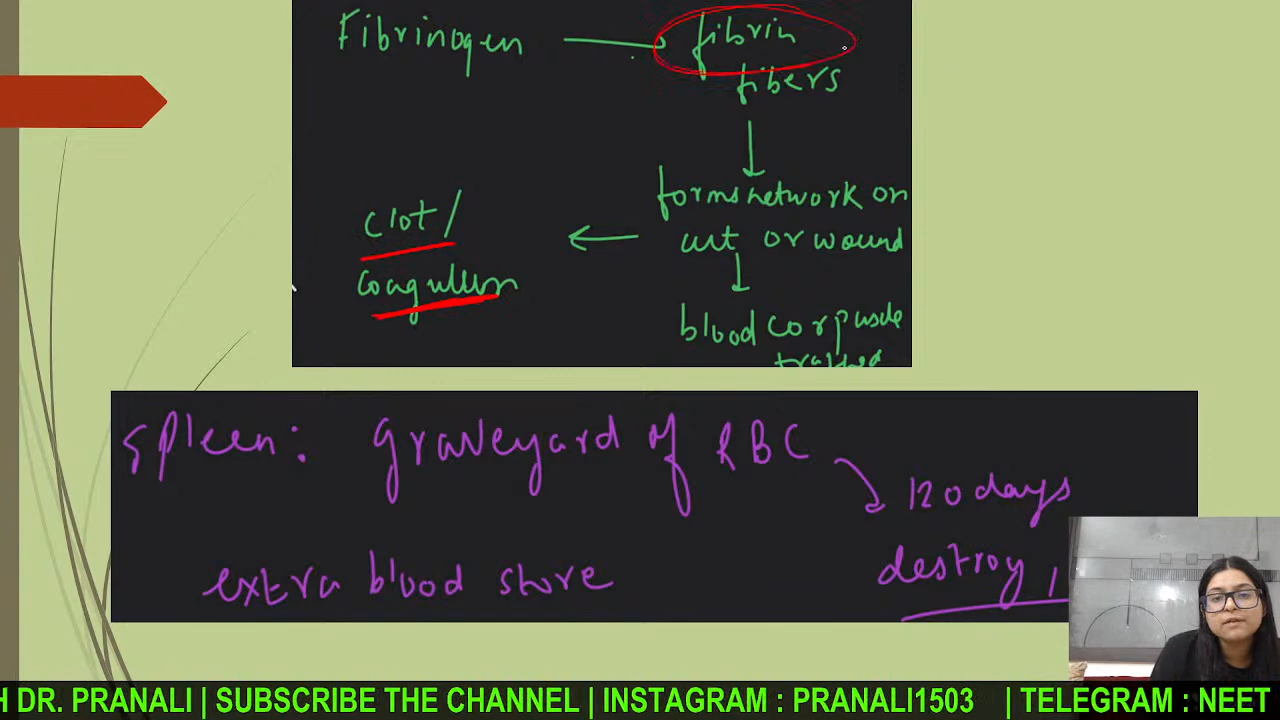 Fibrinogen → fibrin
fibers
↓
forms network on
cut or wound
clot / ←
coagulum
↓
blood corpuscle
trapped
Spleen: graveyard of RBC
120 days
destroy
extra blood store
H DR. PRANALI | SUBSCRIBE THE CHANNEL | INSTAGRAM : PRANALI1503 | TELEGRAM : NEET